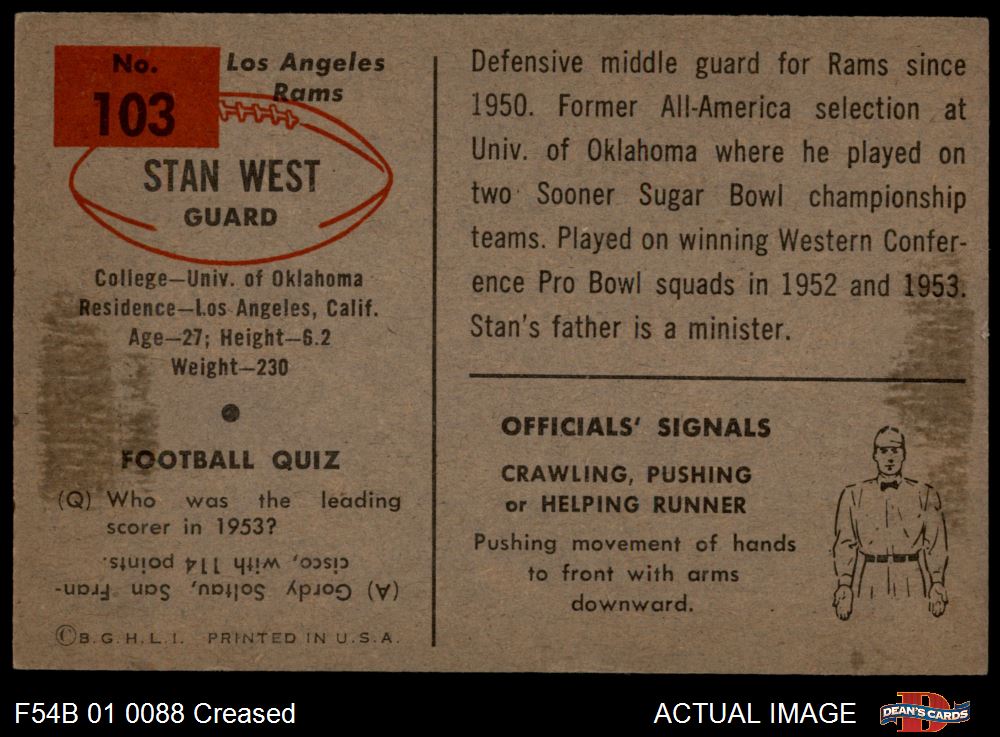 No.
103
Los Angeles
Rams
STAN WEST
GUARD
College—Univ. of Oklahoma
Residence—Los Angeles, Calif.
Age—27; Height—6.2
Weight—230
FOOTBALL QUIZ
(Q) Who was the leading
scorer in 1953?
(A) Gordy Soltau, San Fran-
cisco, with 114 points.
©B.G.H.L.I. PRINTED IN U.S.A.
Defensive middle guard for Rams since
1950. Former All-America selection at
Univ. of Oklahoma where he played on
two Sooner Sugar Bowl championship
teams. Played on winning Western Confer-
ence Pro Bowl squads in 1952 and 1953.
Stan's father is a minister.
OFFICIALS' SIGNALS
CRAWLING, PUSHING
or HELPING RUNNER
Pushing movement of hands
to front with arms
downward.
F54B 01 0088 Creased
ACTUAL IMAGE
DEAN'S CARDS